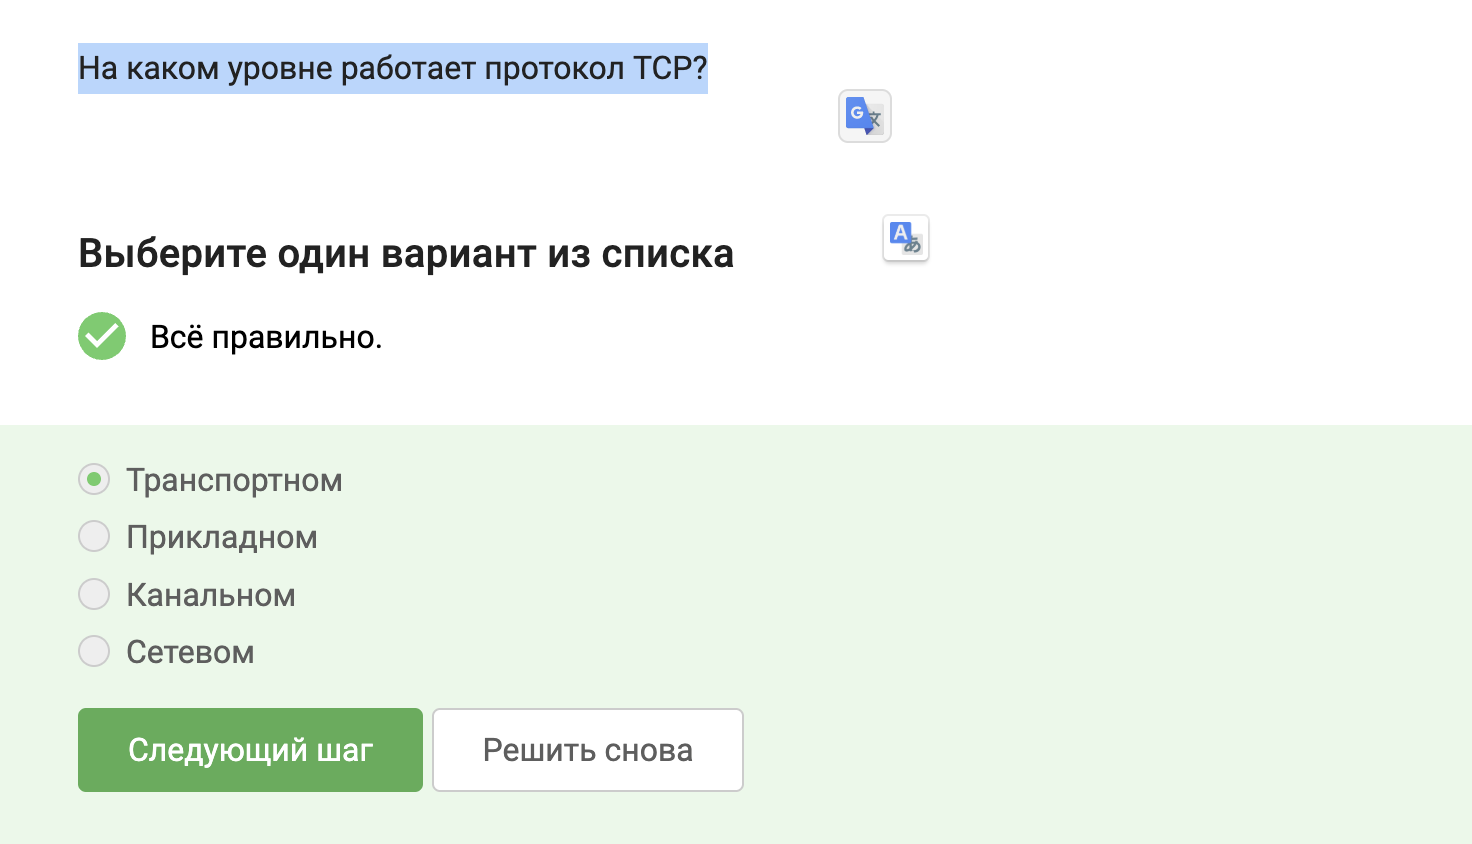 На каком уровне работает протокол TCP?
Выберите один вариант из списка
Всё правильно.
Транспортном
Прикладном
Канальном
Сетевом
Следующий шаг
Решить снова